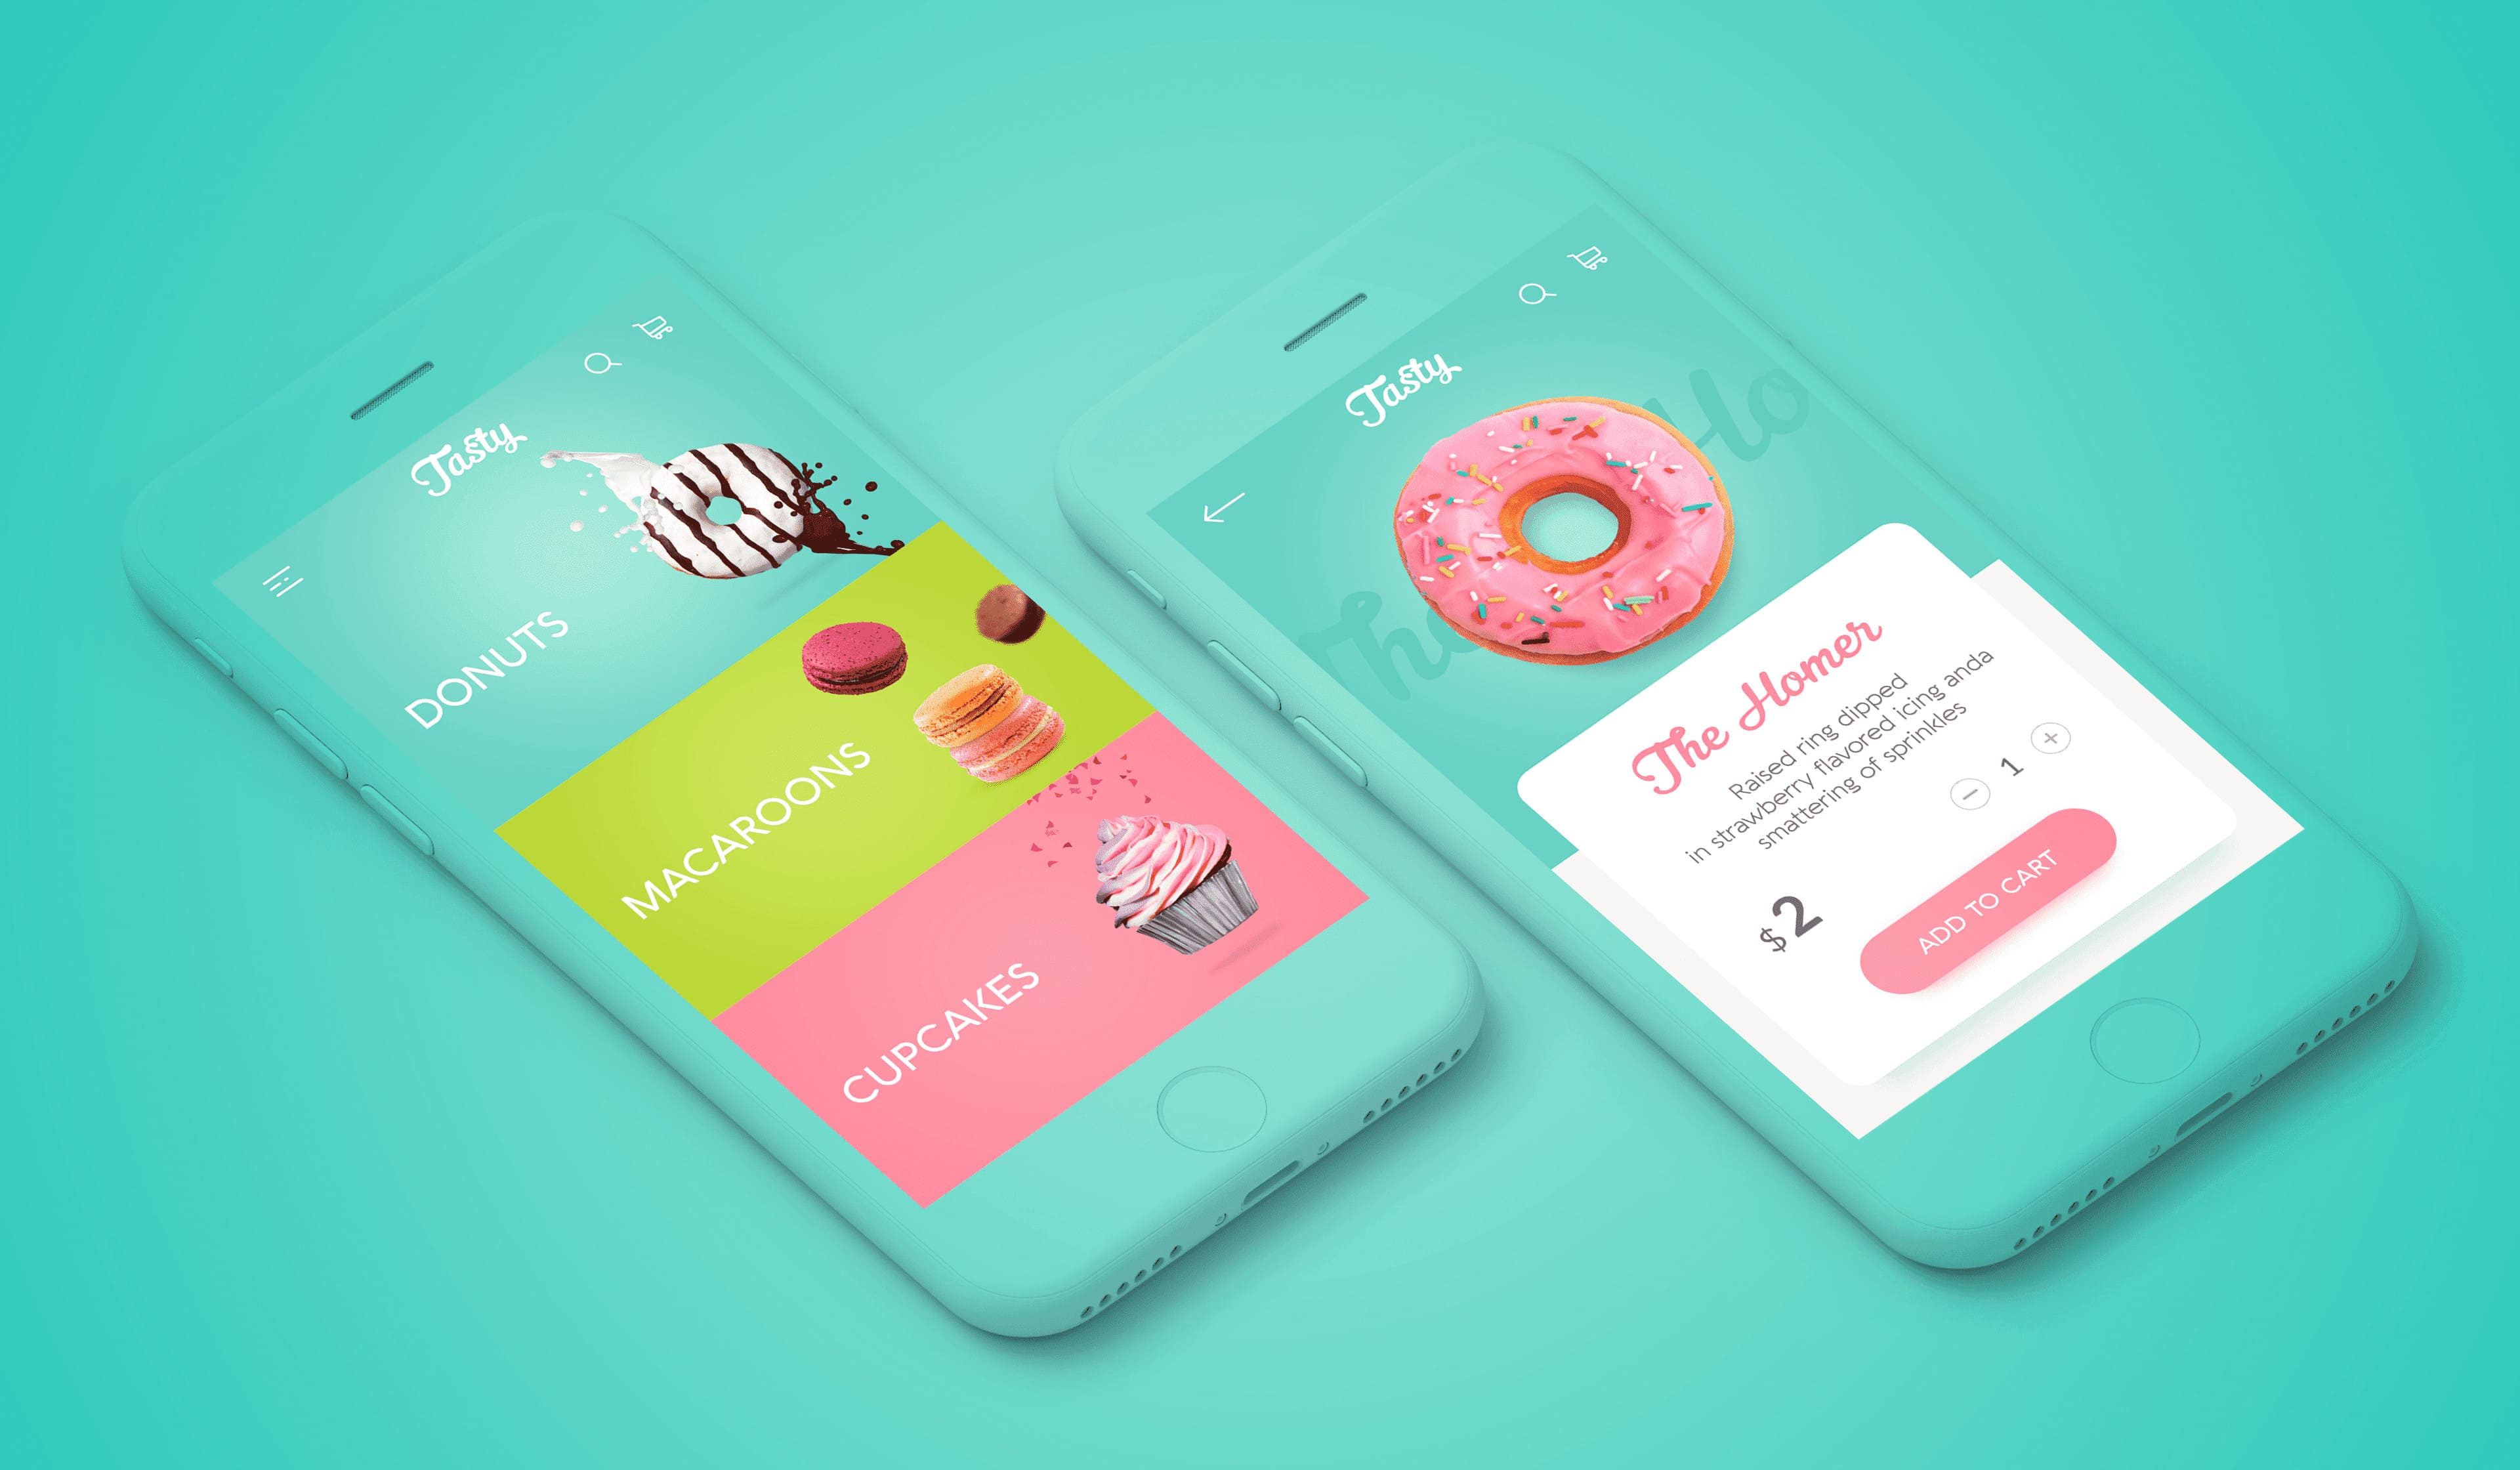 Tasty
DONUTS
MACAROONS
CUPCAKES
Tasty
The Ho
The Homer
Raised ring dipped
in strawberry flavored icing anda
smattering of sprinkles
1
$2
ADD TO CART